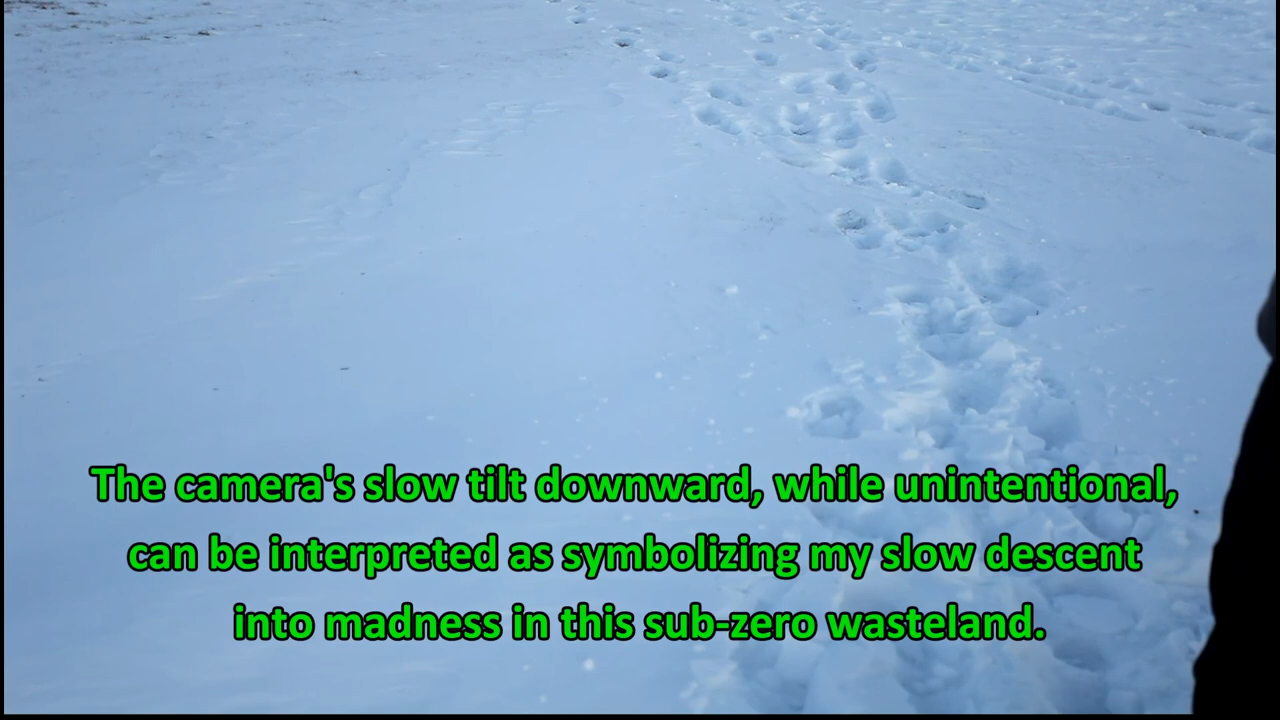 The camera's slow tilt downward, while unintentional,
can be interpreted as symbolizing my slow descent
into madness in this sub-zero wasteland.